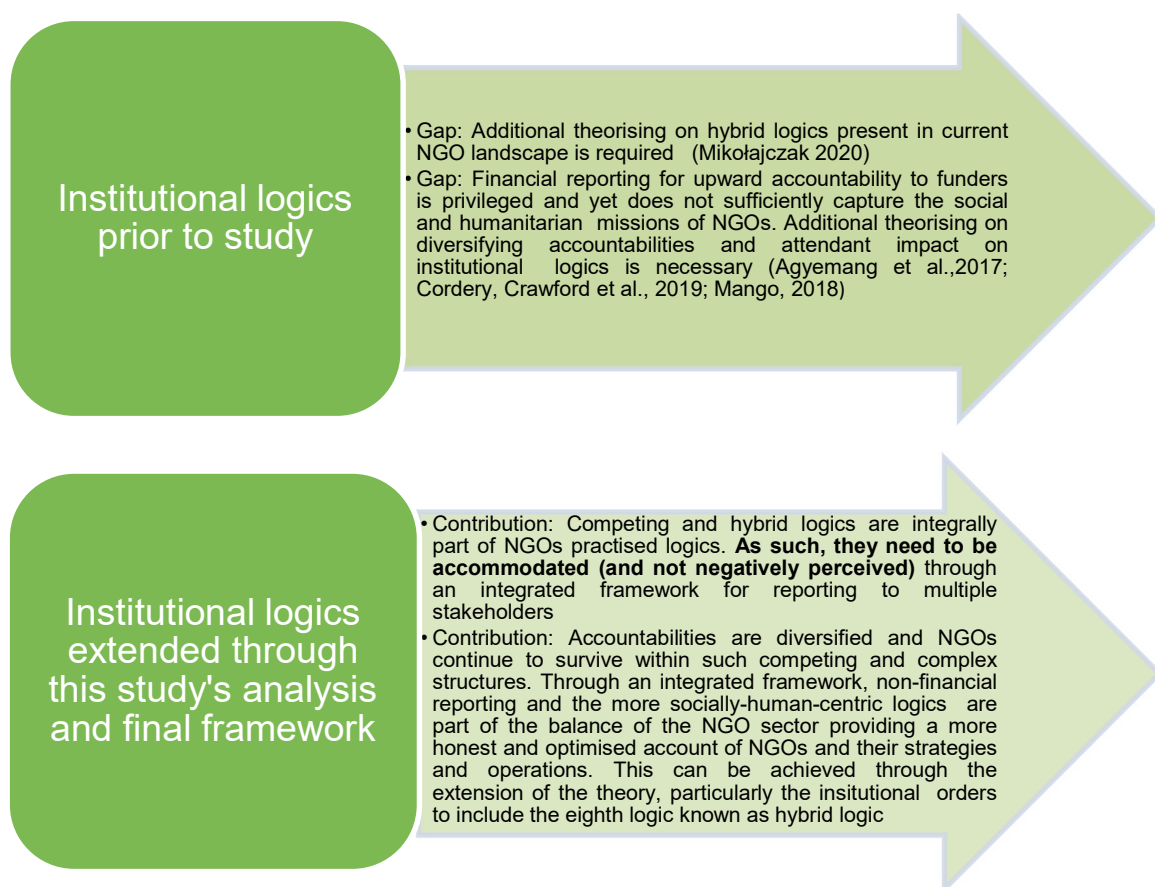 Institutional logics
prior to study
• Gap: Additional theorising on hybrid logics present in current
NGO landscape is required (Mikołajczak 2020)
• Gap: Financial reporting for upward accountability to funders
is privileged and yet does not sufficiently capture the social
and humanitarian missions of NGOs. Additional theorising on
diversifying accountabilities and attendant impact on
institutional logics is necessary (Agyemang et al.,2017;
Cordery, Crawford et al., 2019; Mango, 2018)
Institutional logics
extended through
this study's analysis
and final framework
• Contribution: Competing and hybrid logics are integrally
part of NGOs practised logics. As such, they need to be
accommodated (and not negatively perceived) through
an integrated framework for reporting to multiple
stakeholders
• Contribution: Accountabilities are diversified and NGOs
continue to survive within such competing and complex
structures. Through an integrated framework, non-financial
reporting and the more socially-human-centric logics are
part of the balance of the NGO sector providing a more
honest and optimised account of NGOs and their strategies
and operations. This can be achieved through the
extension of the theory, particularly the insitutional orders
to include the eighth logic known as hybrid logic